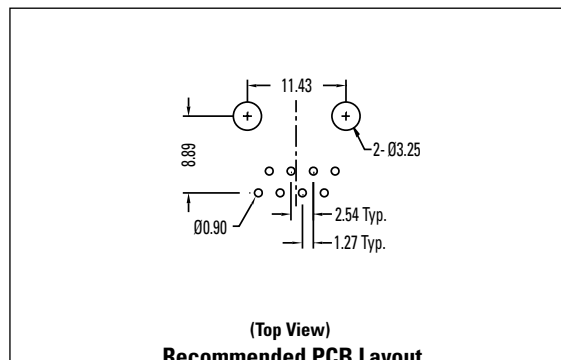 11.43
8.89
2- Ø3.25
Ø0.90
2.54 Typ.
1.27 Typ.
(Top View)
Recommended PCB Layout